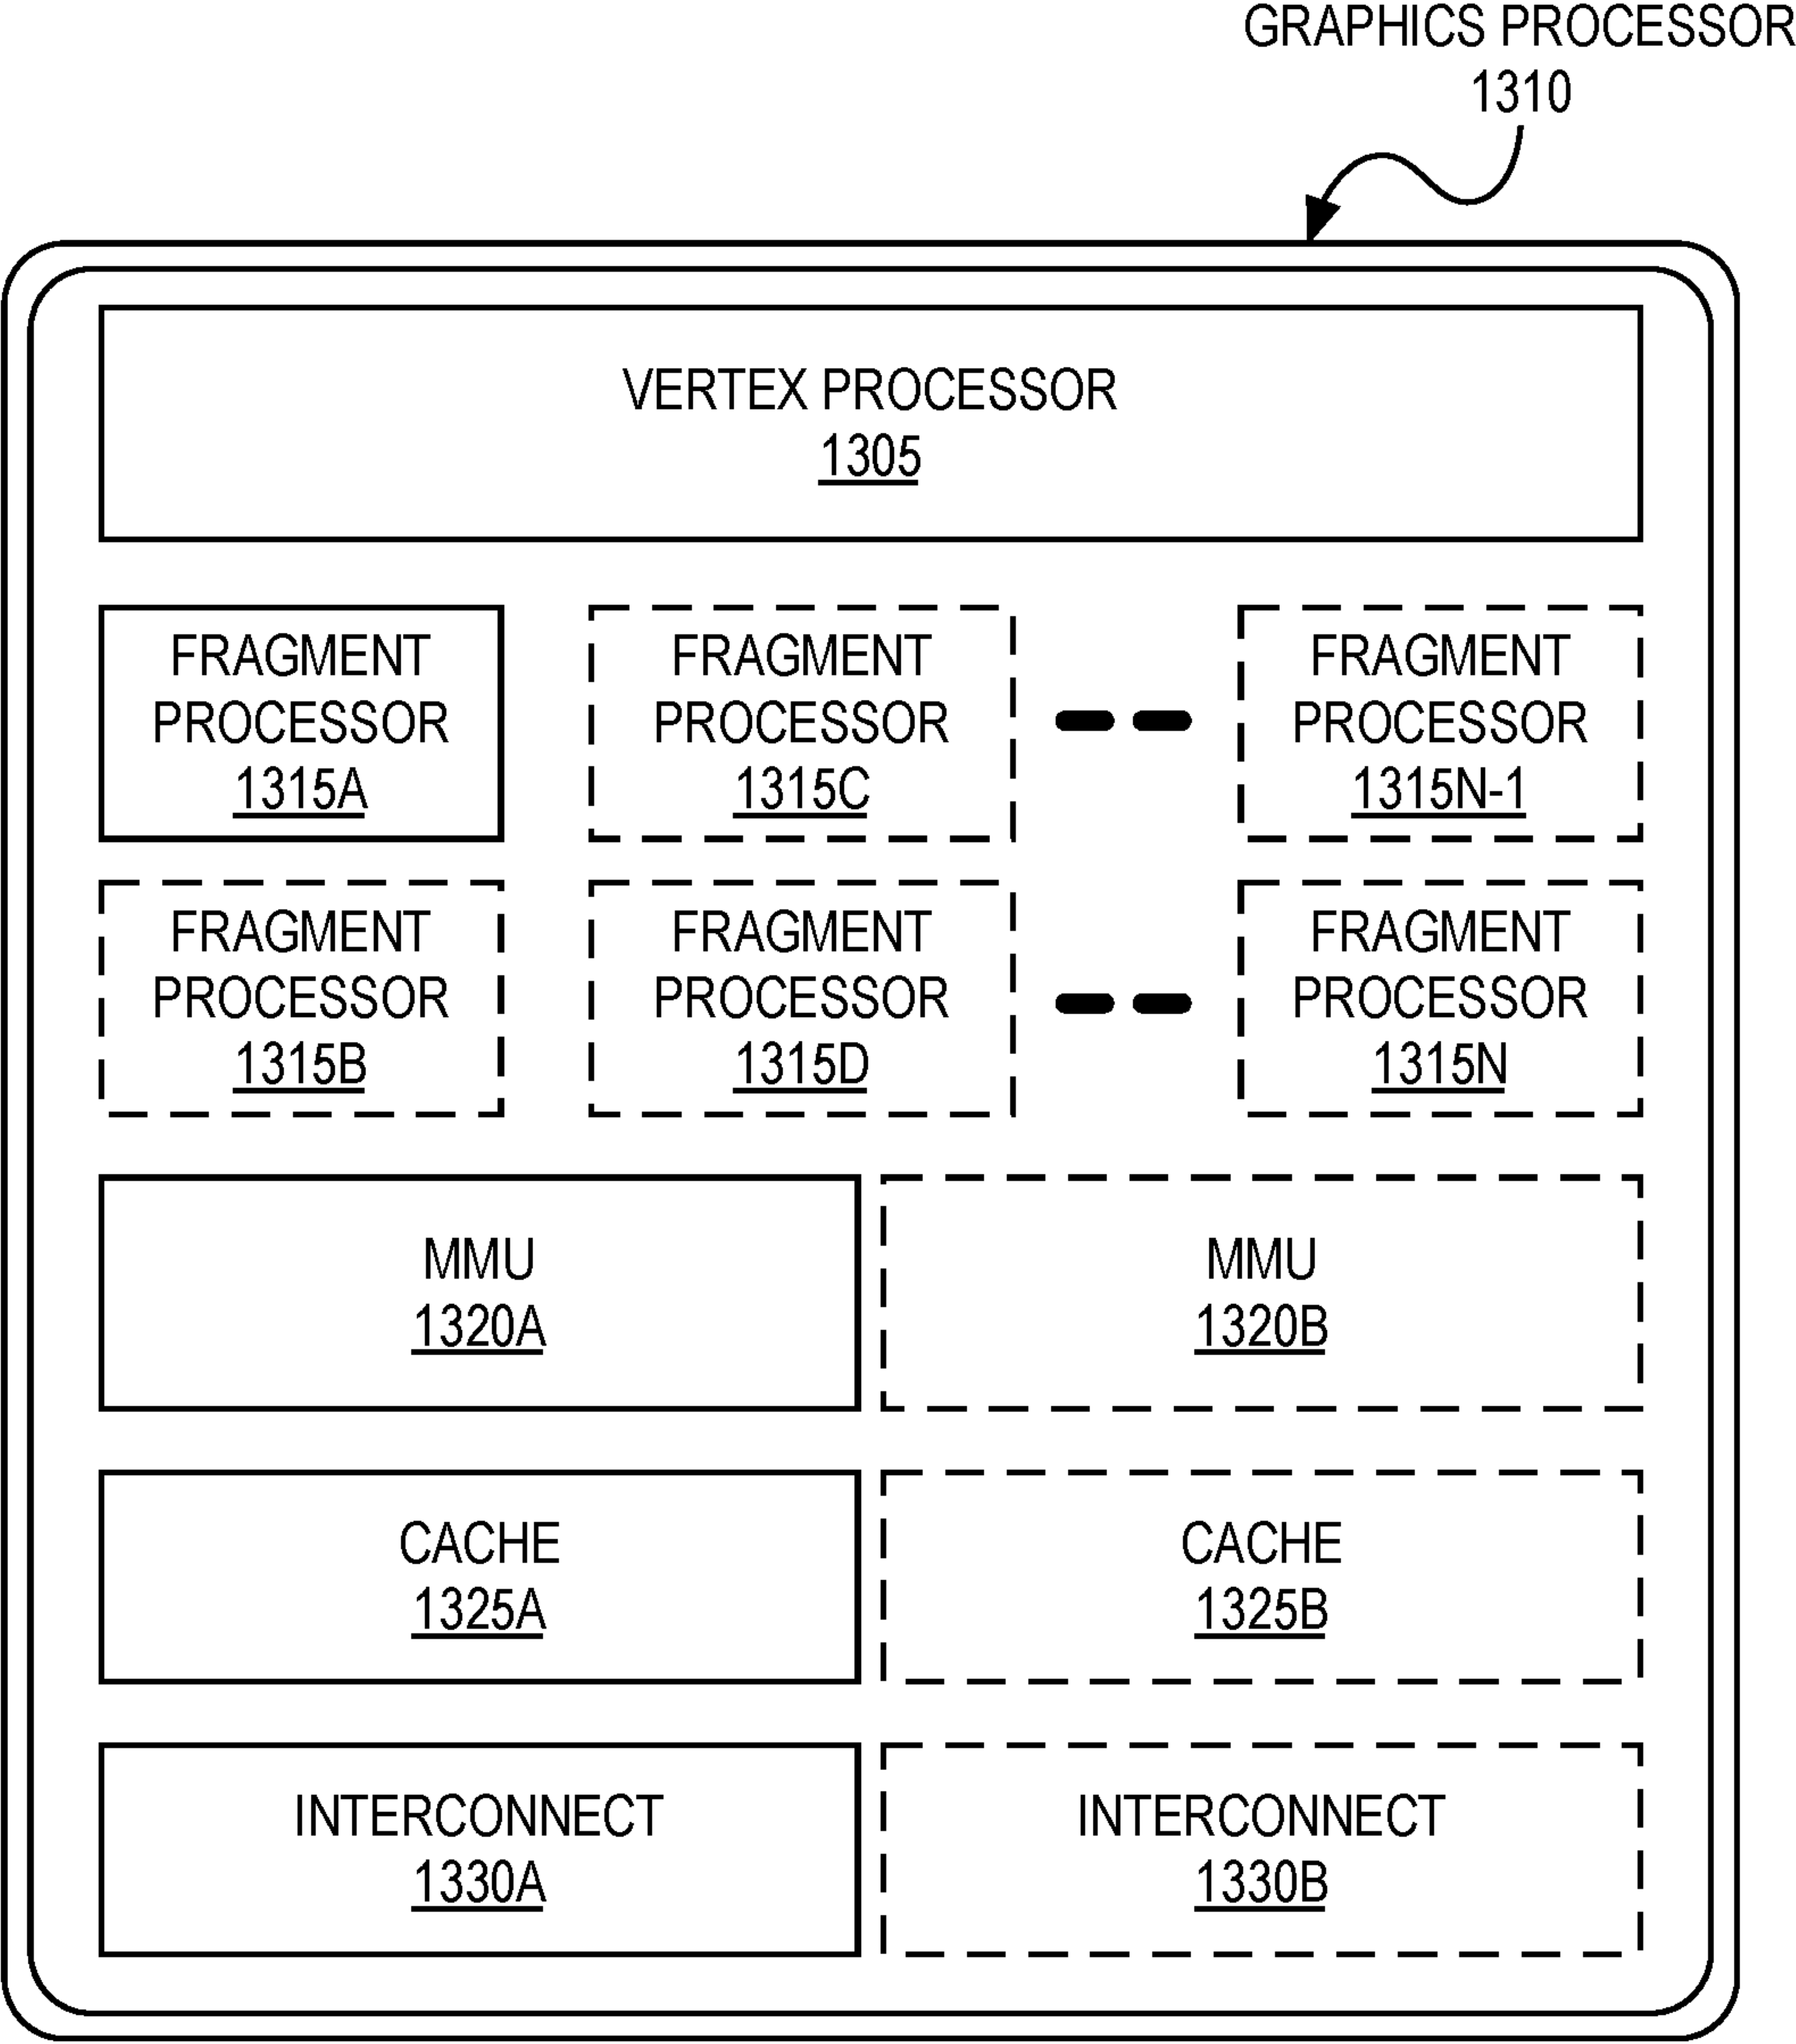 GRAPHICS PROCESSOR
1310
VERTEX PROCESSOR
1305
FRAGMENT
PROCESSOR
1315A
FRAGMENT
PROCESSOR
1315C
FRAGMENT
PROCESSOR
1315N-1
FRAGMENT
PROCESSOR
1315B
FRAGMENT
PROCESSOR
1315D
FRAGMENT
PROCESSOR
1315N
MMU
1320A
MMU
1320B
CACHE
1325A
CACHE
1325B
INTERCONNECT
1330A
INTERCONNECT
1330B